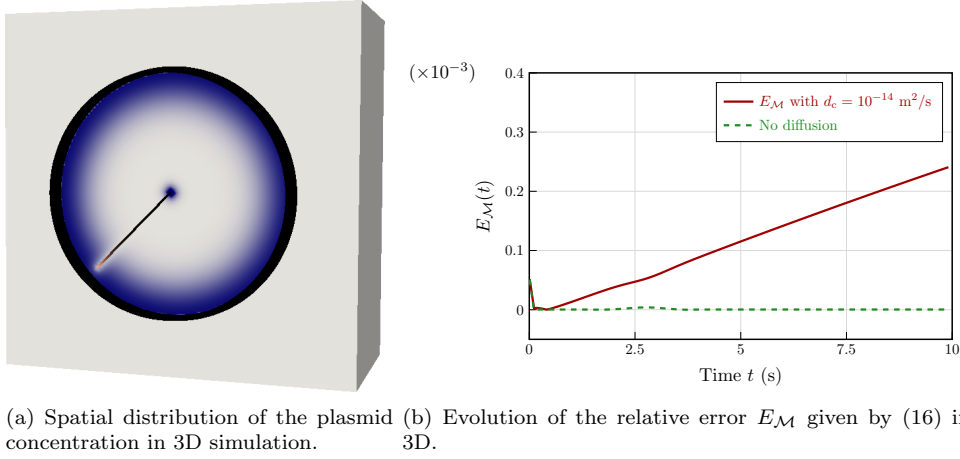 (×10⁻³)
0.4
0.3
0.2
0.1
0
E_M(t)
E_M with d_c = 10⁻¹⁴ m²/s
No diffusion
0 2.5 5 7.5 10
Time t (s)
(a) Spatial distribution of the plasmid
concentration in 3D simulation.
(b) Evolution of the relative error E_M given by (16) in
3D.